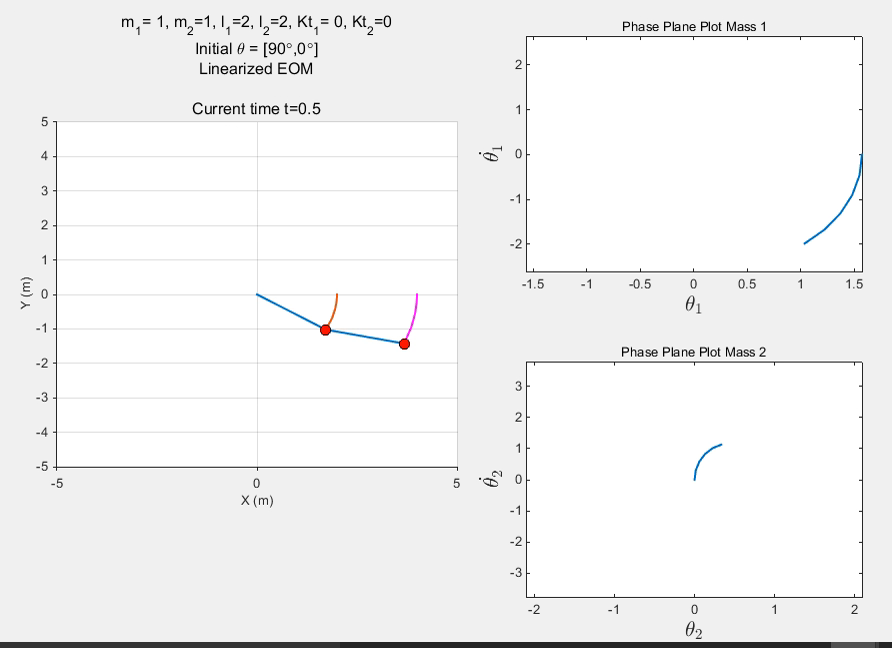 m1= 1, m2=1, l1=2, l2=2, Kt1= 0, Kt2=0
Initial θ = [90°,0°]
Linearized EOM
Current time t=0.5
5
4
3
2
1
0
-1
-2
-3
-4
-5
Y (m)
-5 0 5
X (m)
Phase Plane Plot Mass 1
2
1
0
-1
-2
θ̇1
-1.5 -1 -0.5 0 0.5 1 1.5
θ1
Phase Plane Plot Mass 2
3
2
1
0
-1
-2
-3
θ̇2
-2 -1 0 1 2
θ2